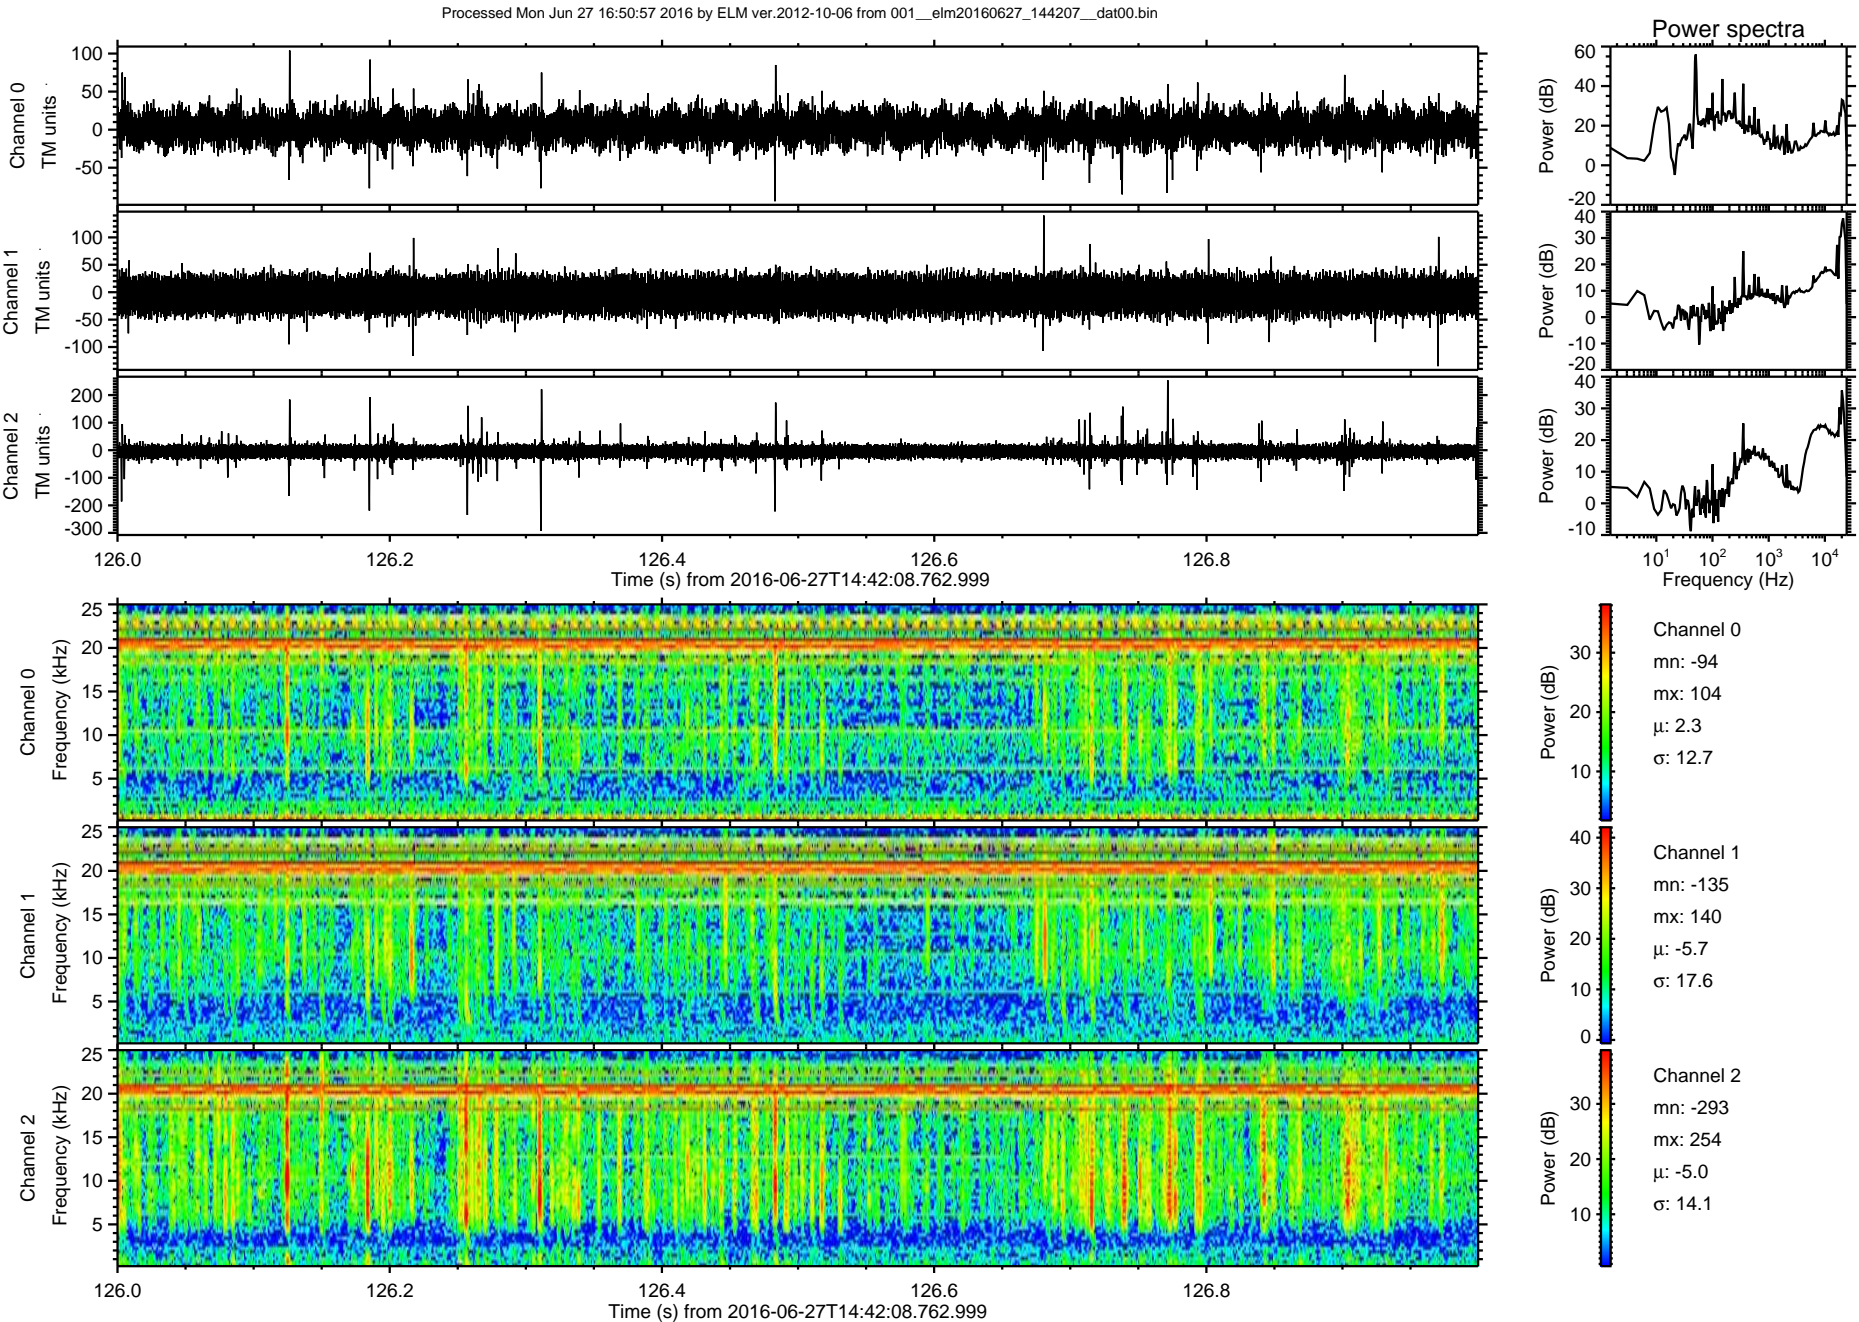 Processed Mon Jun 27 16:50:57 2016 by ELM ver.2012-10-06 from 001__elm20160627_144207__dat00.bin
Power spectra
Channel 0
TM units
100
50
0
-50
Power (dB)
60
40
20
0
-20
Channel 1
TM units
100
50
0
-50
-100
Power (dB)
40
30
20
10
0
-10
-20
Channel 2
TM units
200
100
0
-100
-200
-300
Power (dB)
40
30
20
10
0
-10
126.0 126.2 126.4 126.6 126.8
Time (s) from 2016-06-27T14:42:08.762.999
10¹ 10² 10³ 10⁴
Frequency (Hz)
Channel 0
Frequency (kHz)
25
20
15
10
5
Power (dB)
30
20
10
Channel 0
mn: -94
mx: 104
µ: 2.3
σ: 12.7
Channel 1
Frequency (kHz)
25
20
15
10
5
Power (dB)
40
30
20
10
0
Channel 1
mn: -135
mx: 140
µ: -5.7
σ: 17.6
Channel 2
Frequency (kHz)
25
20
15
10
5
Power (dB)
30
20
10
Channel 2
mn: -293
mx: 254
µ: -5.0
σ: 14.1
126.0 126.2 126.4 126.6 126.8
Time (s) from 2016-06-27T14:42:08.762.999